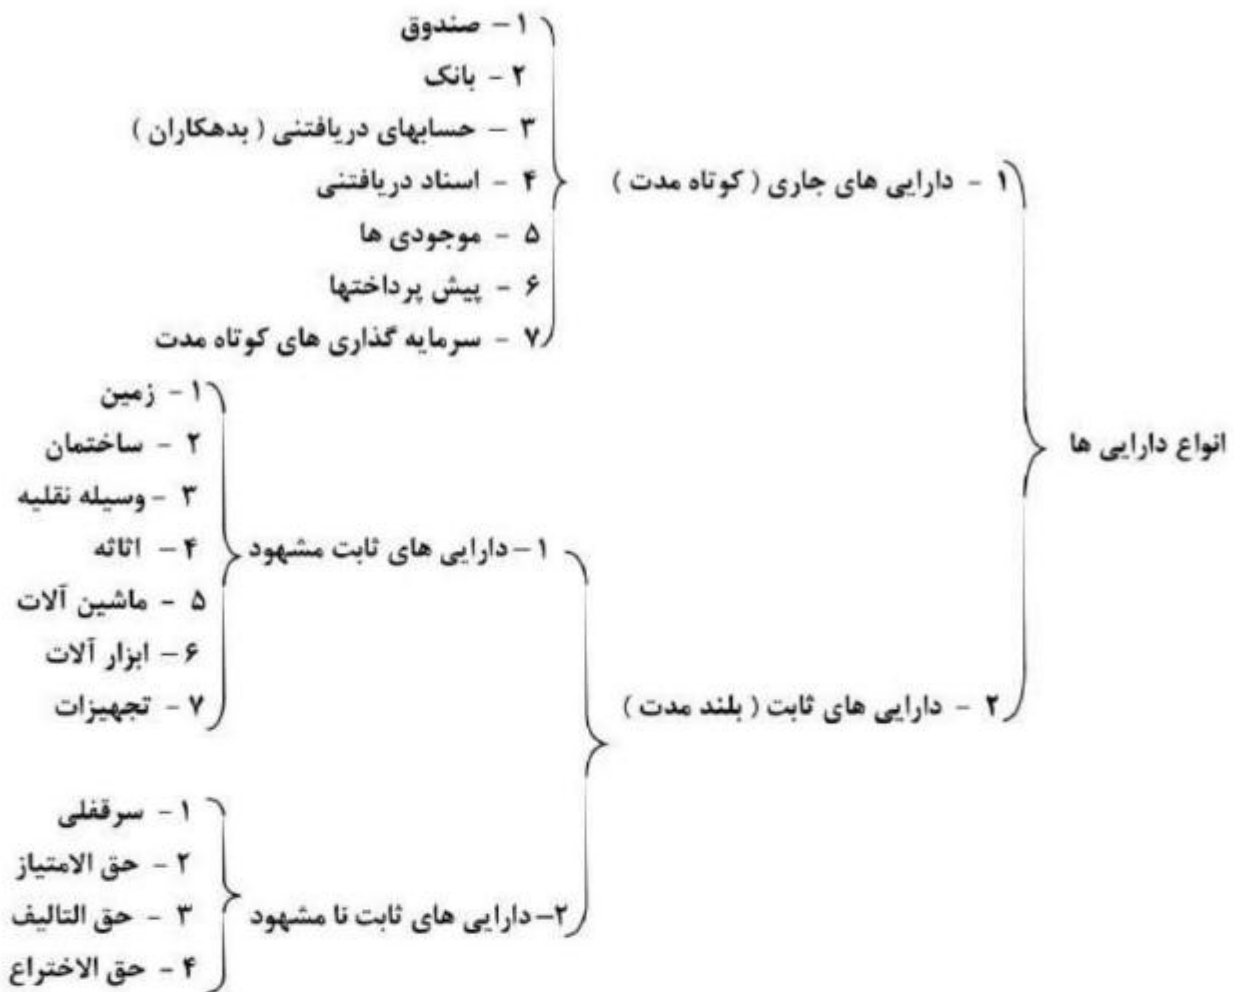 انواع دارایی ها
۱ - دارایی های جاری ( کوتاه مدت )
۱ - صندوق
۲ - بانک
۳ - حسابهای دریافتنی ( بدهکاران )
۴ - اسناد دریافتنی
۵ - موجودی ها
۶ - پیش پرداختها
۷ - سرمایه گذاری های کوتاه مدت
۲ - دارایی های ثابت ( بلند مدت )
۱- دارایی های ثابت مشهود
۱ - زمین
۲ - ساختمان
۳ - وسیله نقلیه
۴ - اثاثه
۵ - ماشین آلات
۶ - ابزار آلات
۷ - تجهیزات
۲- دارایی های ثابت نا مشهود
۱ - سرقفلی
۲ - حق الامتیاز
۳ - حق التالیف
۴ - حق الاختراع